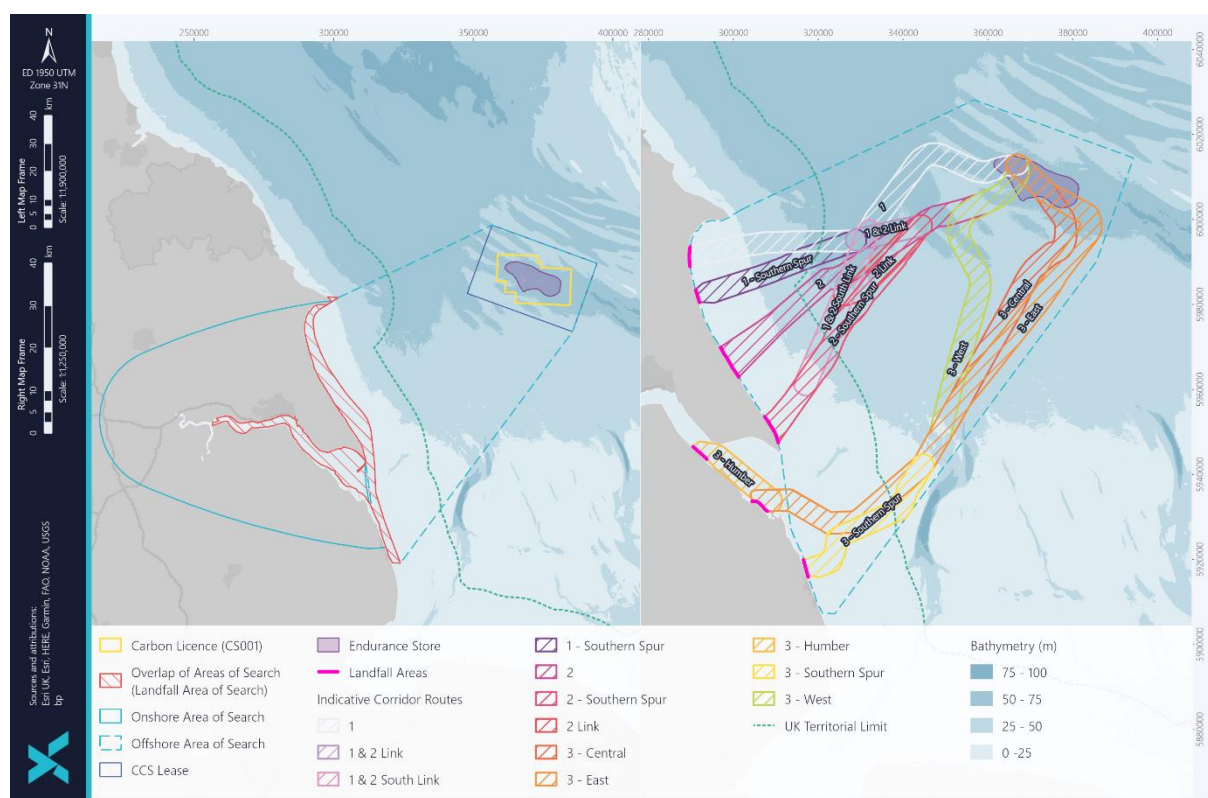 N
ED 1950 UTM
Zone 31N
km
40
30
20
10
5
0
Left Map Frame
Scale: 1:1,900,000
km
40
30
20
10
5
0
Right Map Frame
Scale: 1:1,250,000
Sources and attributions:
Esri UK, Esri, HERE, Garmin, FAO, NOAA, USGS
bp
250000
300000
350000
400000
280000
300000
320000
340000
360000
380000
400000
6040000
6020000
6000000
5980000
5960000
5940000
5920000
5900000
5880000
1
1 & 2 Link
1 - Southern Spur
2
1 & 2 South Link
2 Link
2 - Southern Spur
3 - Central
3 - East
3 - West
3 - Humber
3 - Southern Spur
Carbon Licence (CS001)
Overlap of Areas of Search
(Landfall Area of Search)
Onshore Area of Search
Offshore Area of Search
CCS Lease
Endurance Store
Landfall Areas
Indicative Corridor Routes
1
1 & 2 Link
1 & 2 South Link
1 - Southern Spur
2
2 - Southern Spur
2 Link
3 - Central
3 - East
3 - Humber
3 - Southern Spur
3 - West
UK Territorial Limit
Bathymetry (m)
75 - 100
50 - 75
25 - 50
0 -25